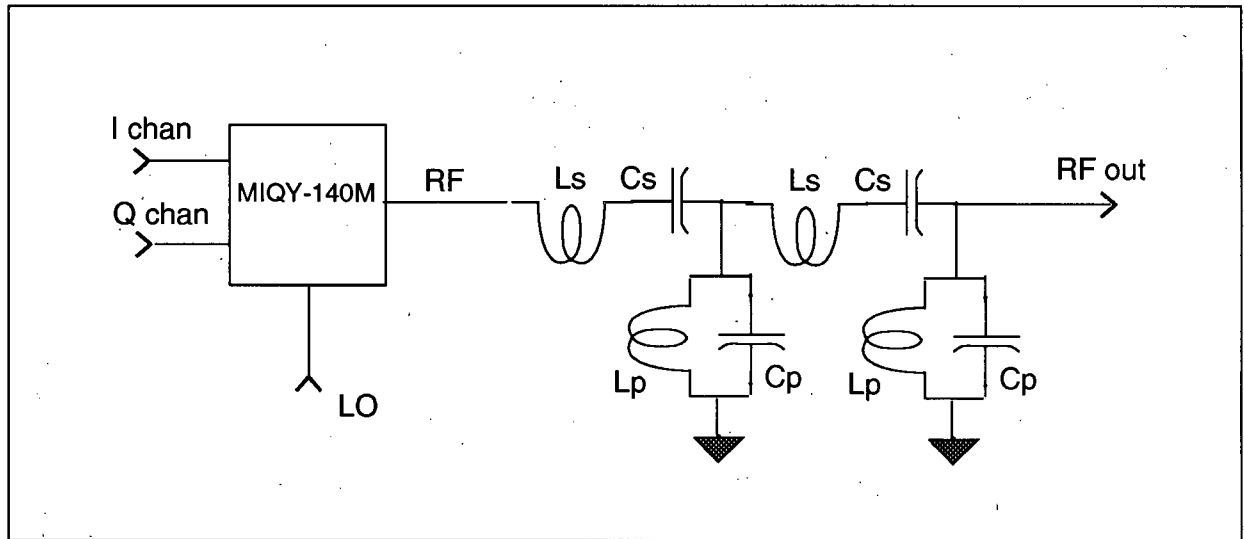 I chan
Q chan
MIQY-140M
LO
RF
Ls
Cs
Ls
Cs
RF out
Lp
Cp
Lp
Cp